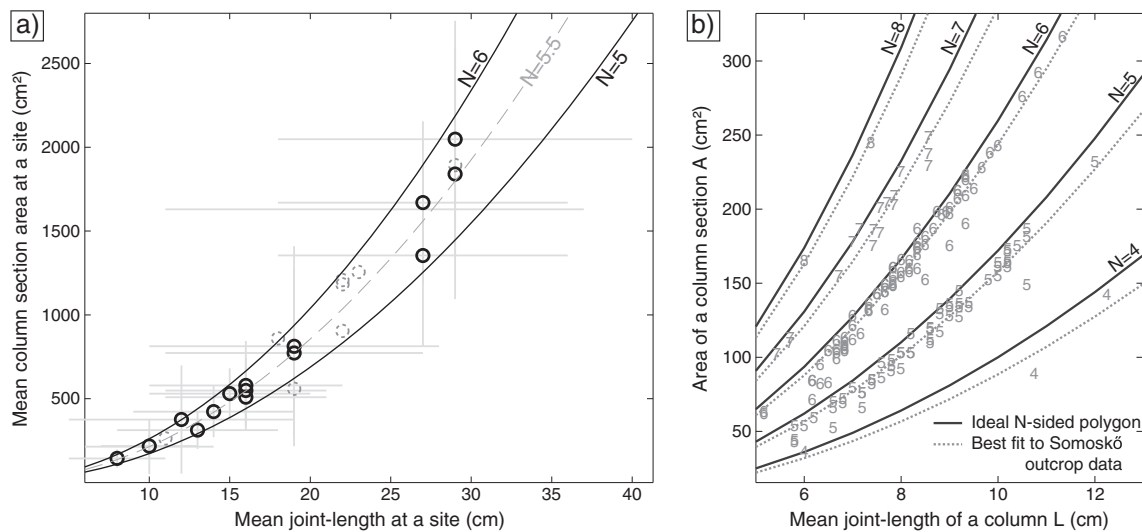 a)
Mean column section area at a site (cm²)
2500
2000
1500
1000
500
10
15
20
25
30
35
40
Mean joint-length at a site (cm)
N=6
N=5.5
N=5
b)
Area of a column section A (cm²)
300
250
200
150
100
50
6
8
10
12
Mean joint-length of a column L (cm)
N=8
N=7
N=6
N=5
N=4
Ideal N-sided polygon
Best fit to Somoskő
outcrop data